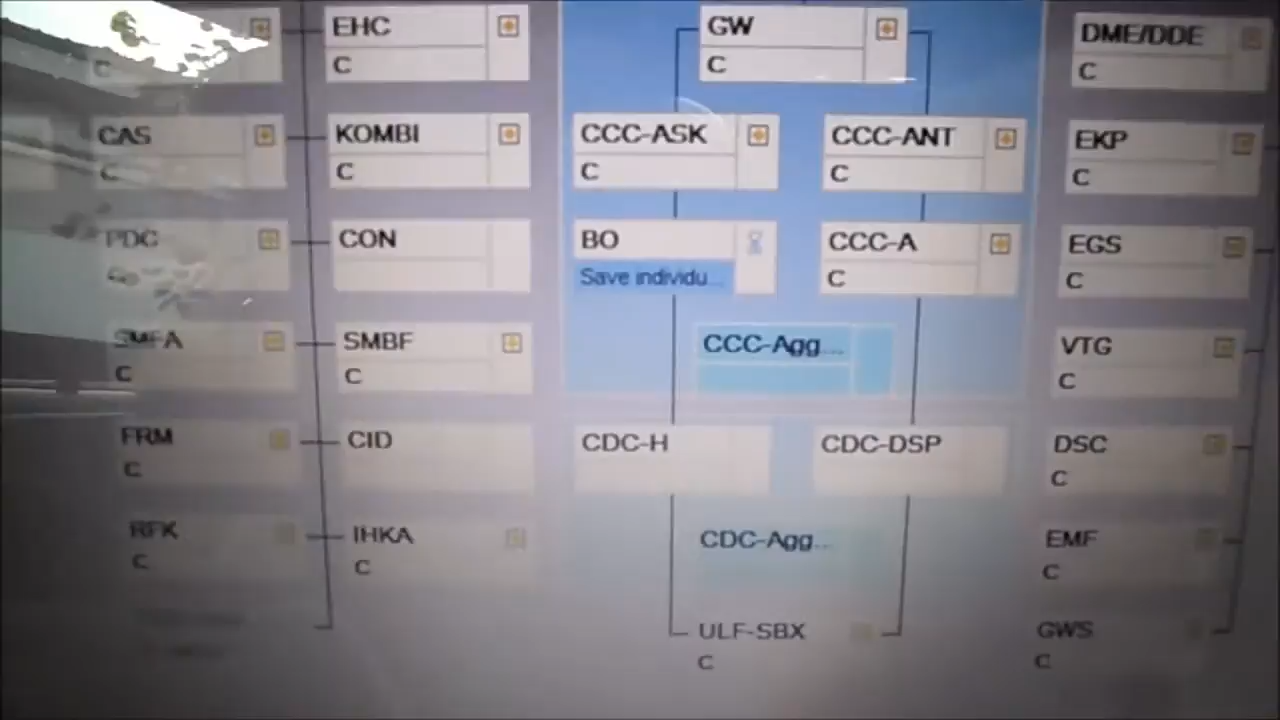 C
EHC
C
GW
C
DME/DDE
C
CAS
C
KOMBI
C
CCC-ASK
C
CCC-ANT
C
EKP
C
PDC
CON
BO
Save individu...
CCC-A
C
EGS
C
SMFA
C
SMBF
C
CCC-Agg...
VTG
C
FRM
C
CID
CDC-H
CDC-DSP
DSC
C
RFK
C
IHKA
C
CDC-Agg...
EMF
C
ULF-SBX
C
GWS
C